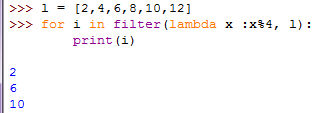 >>> l = [2,4,6,8,10,12]
>>> for i in filter(lambda x :x%4, l):
        print(i)
2
6
10